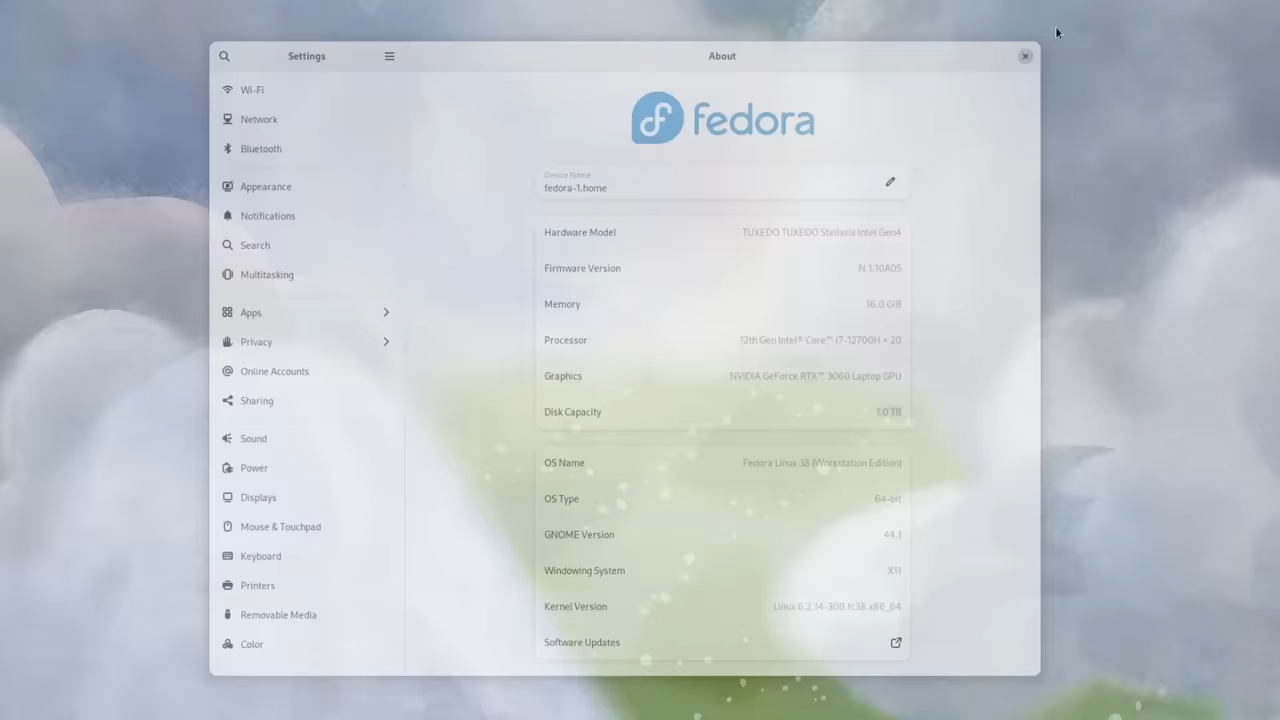 Settings
About
Wi-Fi
Network
Bluetooth
Appearance
Notifications
Search
Multitasking
Apps
Privacy
Online Accounts
Sharing
Sound
Power
Displays
Mouse & Touchpad
Keyboard
Printers
Removable Media
Color
fedora
Device Name
fedora-1.home
Hardware Model TUXEDO TUXEDO Stellaris Intel Gen4
Firmware Version N.1.10A05
Memory 16.0 GiB
Processor 12th Gen Intel® Core™ i7-12700H × 20
Graphics NVIDIA GeForce RTX™ 3060 Laptop GPU
Disk Capacity 1.0 TB
OS Name Fedora Linux 38 (Workstation Edition)
OS Type 64-bit
GNOME Version 44.1
Windowing System X11
Kernel Version Linux 6.2.14-300.fc38.x86_64
Software Updates